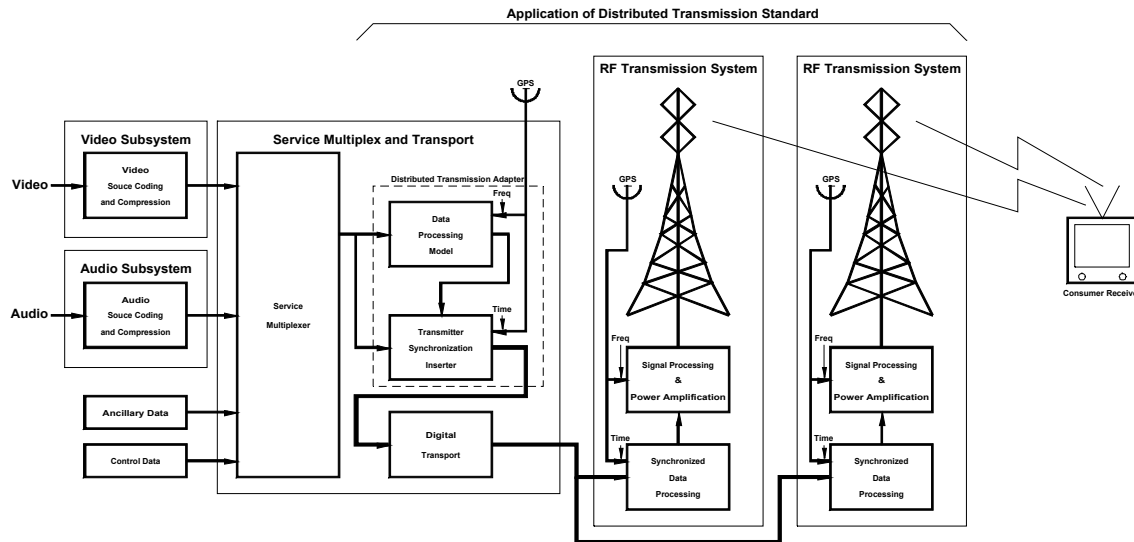 Application of Distributed Transmission Standard
RF Transmission System
RF Transmission System
GPS
Video Subsystem
Service Multiplex and Transport
Video
Video
Souce Coding
and Compression
Distributed Transmission Adapter
Freq
GPS
GPS
Data
Processing
Model
Audio Subsystem
Audio
Audio
Souce Coding
and Compression
Service
Multiplexer
Time
Transmitter
Synchronization
Inserter
Consumer Receiver
Freq
Signal Processing
&
Power Amplification
Freq
Signal Processing
&
Power Amplification
Ancillary Data
Control Data
Digital
Transport
Time
Synchronized
Data
Processing
Time
Synchronized
Data
Processing